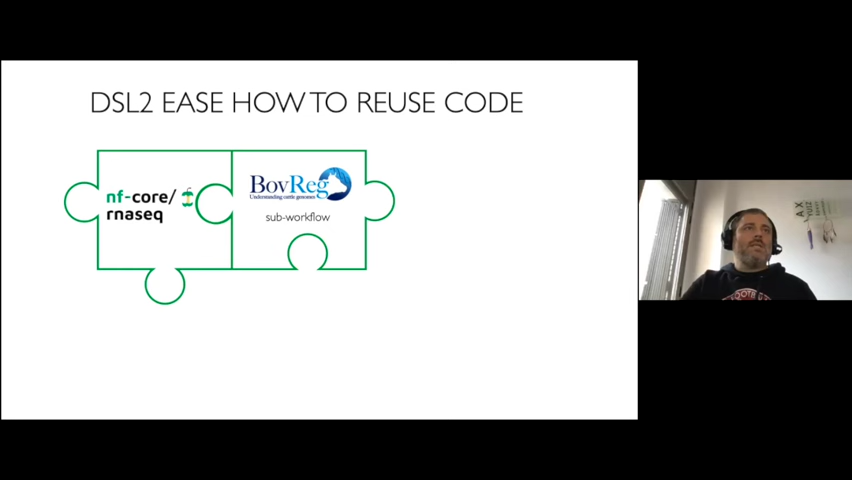 DSL2 EASE HOW TO REUSE CODE
nf-core/
rnaseq
BovReg
Understanding cattle genomes
sub-workflow